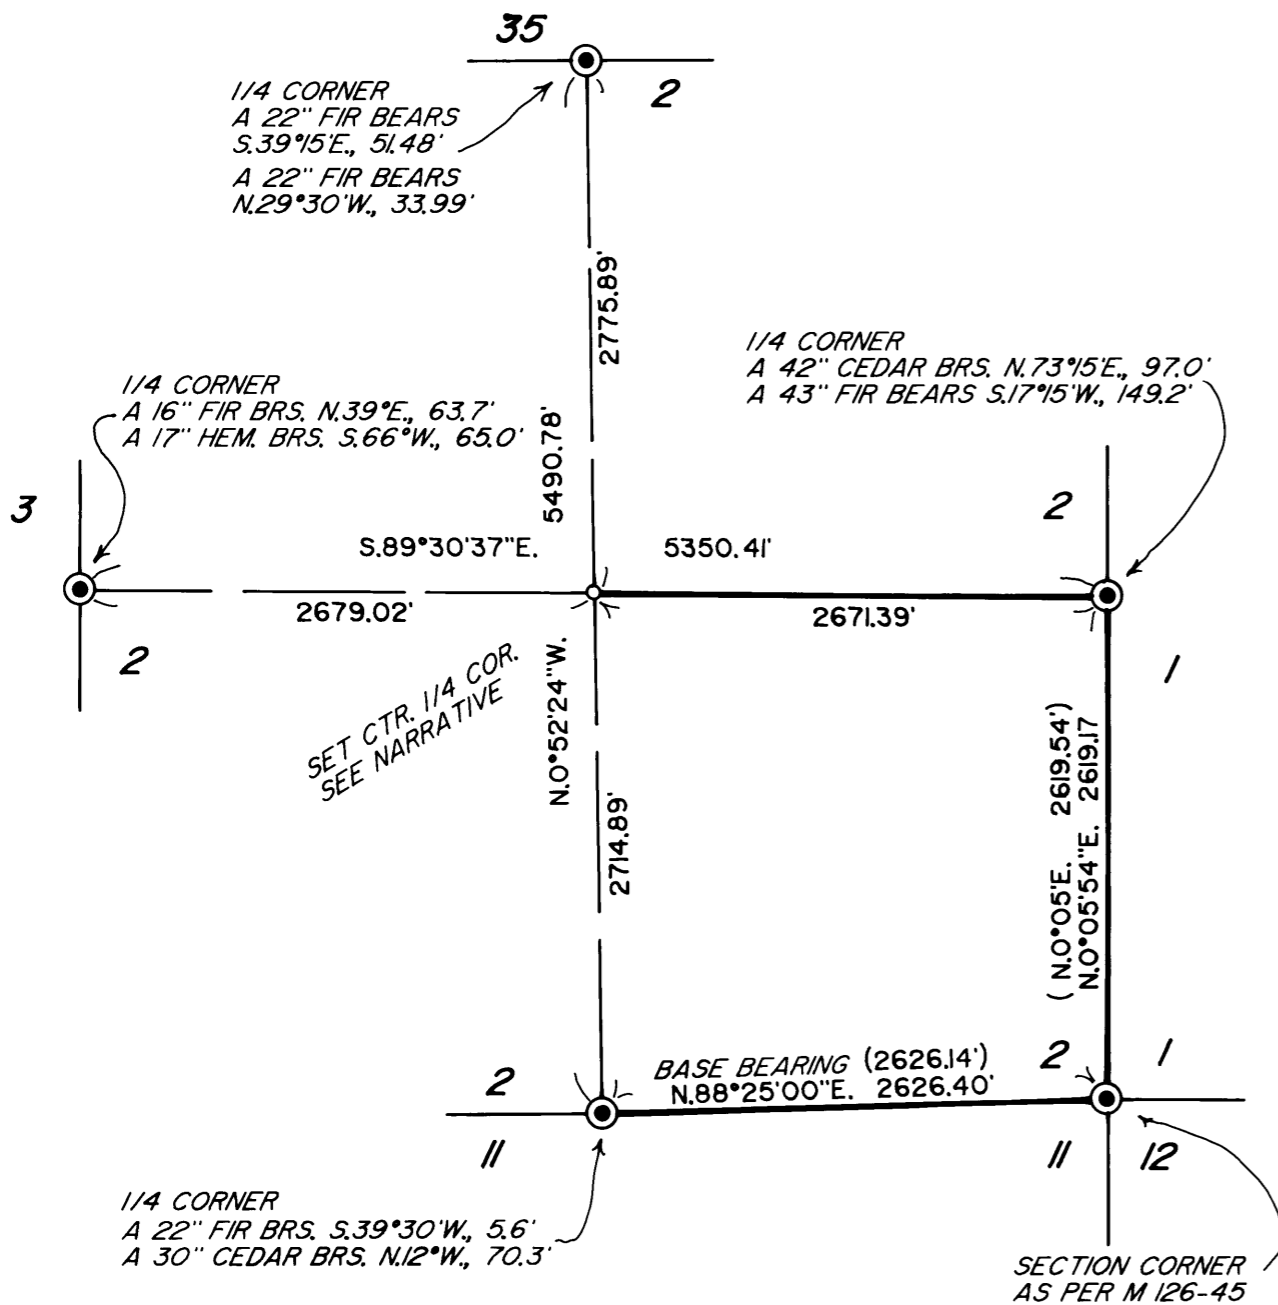 35
2
1/4 CORNER
A 22" FIR BEARS
S.39°15'E., 51.48'
A 22" FIR BEARS
N.29°30'W., 33.99'
2775.89'
5490.78'
1/4 CORNER
A 42" CEDAR BRS. N.73°15'E., 97.0'
A 43" FIR BEARS S.17°15'W., 149.2'
1/4 CORNER
A 16" FIR BRS. N.39°E., 63.7'
A 17" HEM. BRS. S.66°W., 65.0'
3
2
S.89°30'37"E. 5350.41'
2679.02'
2671.39'
2
1
SET CTR. 1/4 COR.
SEE NARRATIVE
N.0°52'24"W.
2714.89'
(N.0°05'E. 2619.54')
N.0°05'54"E. 2619.17
2
BASE BEARING (2626.14')
N.88°25'00"E. 2626.40'
2
1
11
11
12
1/4 CORNER
A 22" FIR BRS. S.39°30'W., 5.6'
A 30" CEDAR BRS. N.12°W., 70.3'
SECTION CORNER
AS PER M 126-45